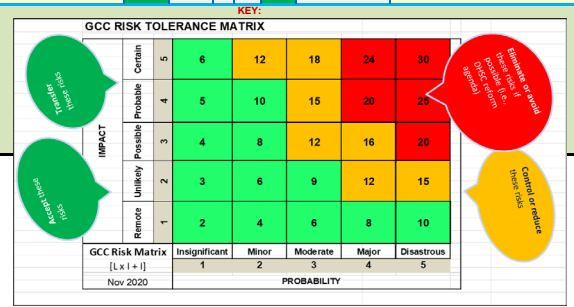 KEY:
GCC RISK TOLERANCE MATRIX
IMPACT
Certain 5 6 12 18 24 30
Probable 4 5 10 15 20 25
Possible 3 4 8 12 16 20
Unlikely 2 3 6 9 12 15
Remote 1 2 4 6 8 10
GCC Risk Matrix Insignificant Minor Moderate Major Disastrous
[L x I + I] 1 2 3 4 5
Nov 2020 PROBABILITY
Transfer
these risks
Accept these
risks
Eliminate or avoid
these risks if
possible (i.e.,
DHSC reform
agenda)
Control or reduce
these risks